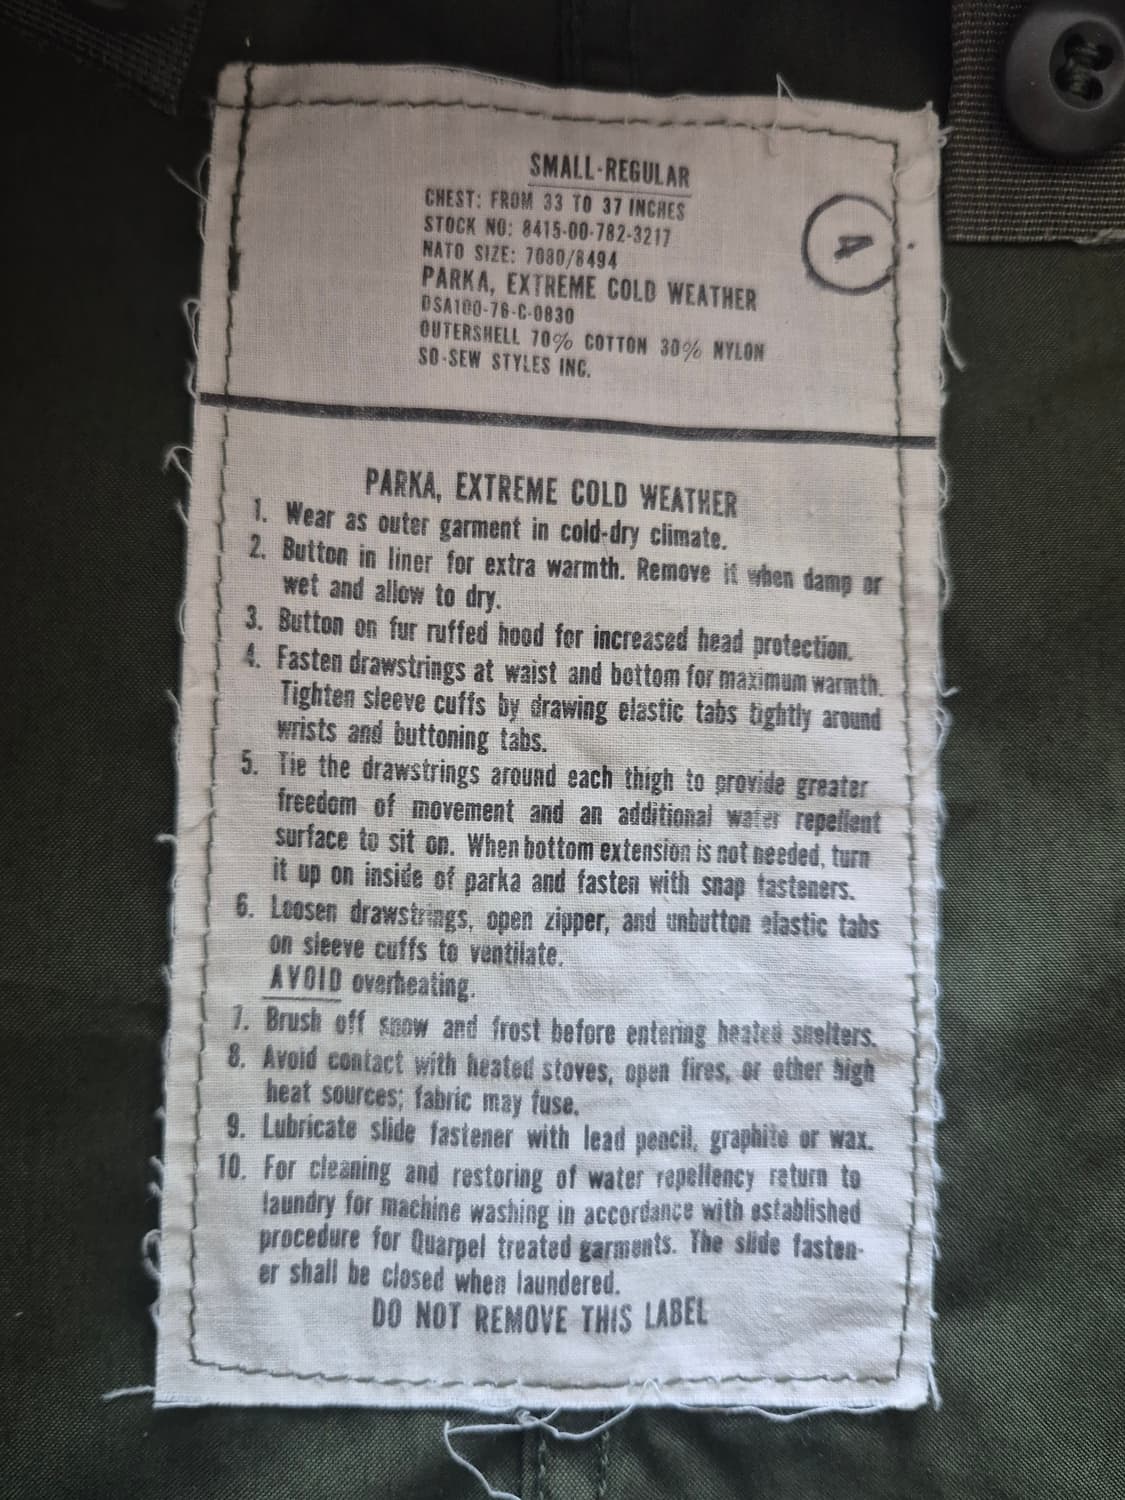 SMALL-REGULAR
CHEST: FROM 33 TO 37 INCHES
STOCK NO: 8415-00-782-3217
NATO SIZE: 7080/8494
PARKA, EXTREME COLD WEATHER
DSA100-76-C-0830
OUTERSHELL 70% COTTON 30% NYLON
SO-SEW STYLES INC.
4
PARKA, EXTREME COLD WEATHER
1. Wear as outer garment in cold-dry climate.
2. Button in liner for extra warmth. Remove it when damp or
wet and allow to dry.
3. Button on fur ruffed hood for increased head protection.
4. Fasten drawstrings at waist and bottom for maximum warmth.
Tighten sleeve cuffs by drawing elastic tabs tightly around
wrists and buttoning tabs.
5. Tie the drawstrings around each thigh to provide greater
freedom of movement and an additional water repellent
surface to sit on. When bottom extension is not needed, turn
it up on inside of parka and fasten with snap fasteners.
6. Loosen drawstrings, open zipper, and unbutton elastic tabs
on sleeve cuffs to ventilate.
AVOID overheating.
7. Brush off snow and frost before entering heated shelters.
8. Avoid contact with heated stoves, open fires, or other high
heat sources; fabric may fuse.
9. Lubricate slide fastener with lead pencil, graphite or wax.
10. For cleaning and restoring of water repellency return to
laundry for machine washing in accordance with established
procedure for Quarpel treated garments. The slide fasten-
er shall be closed when laundered.
DO NOT REMOVE THIS LABEL